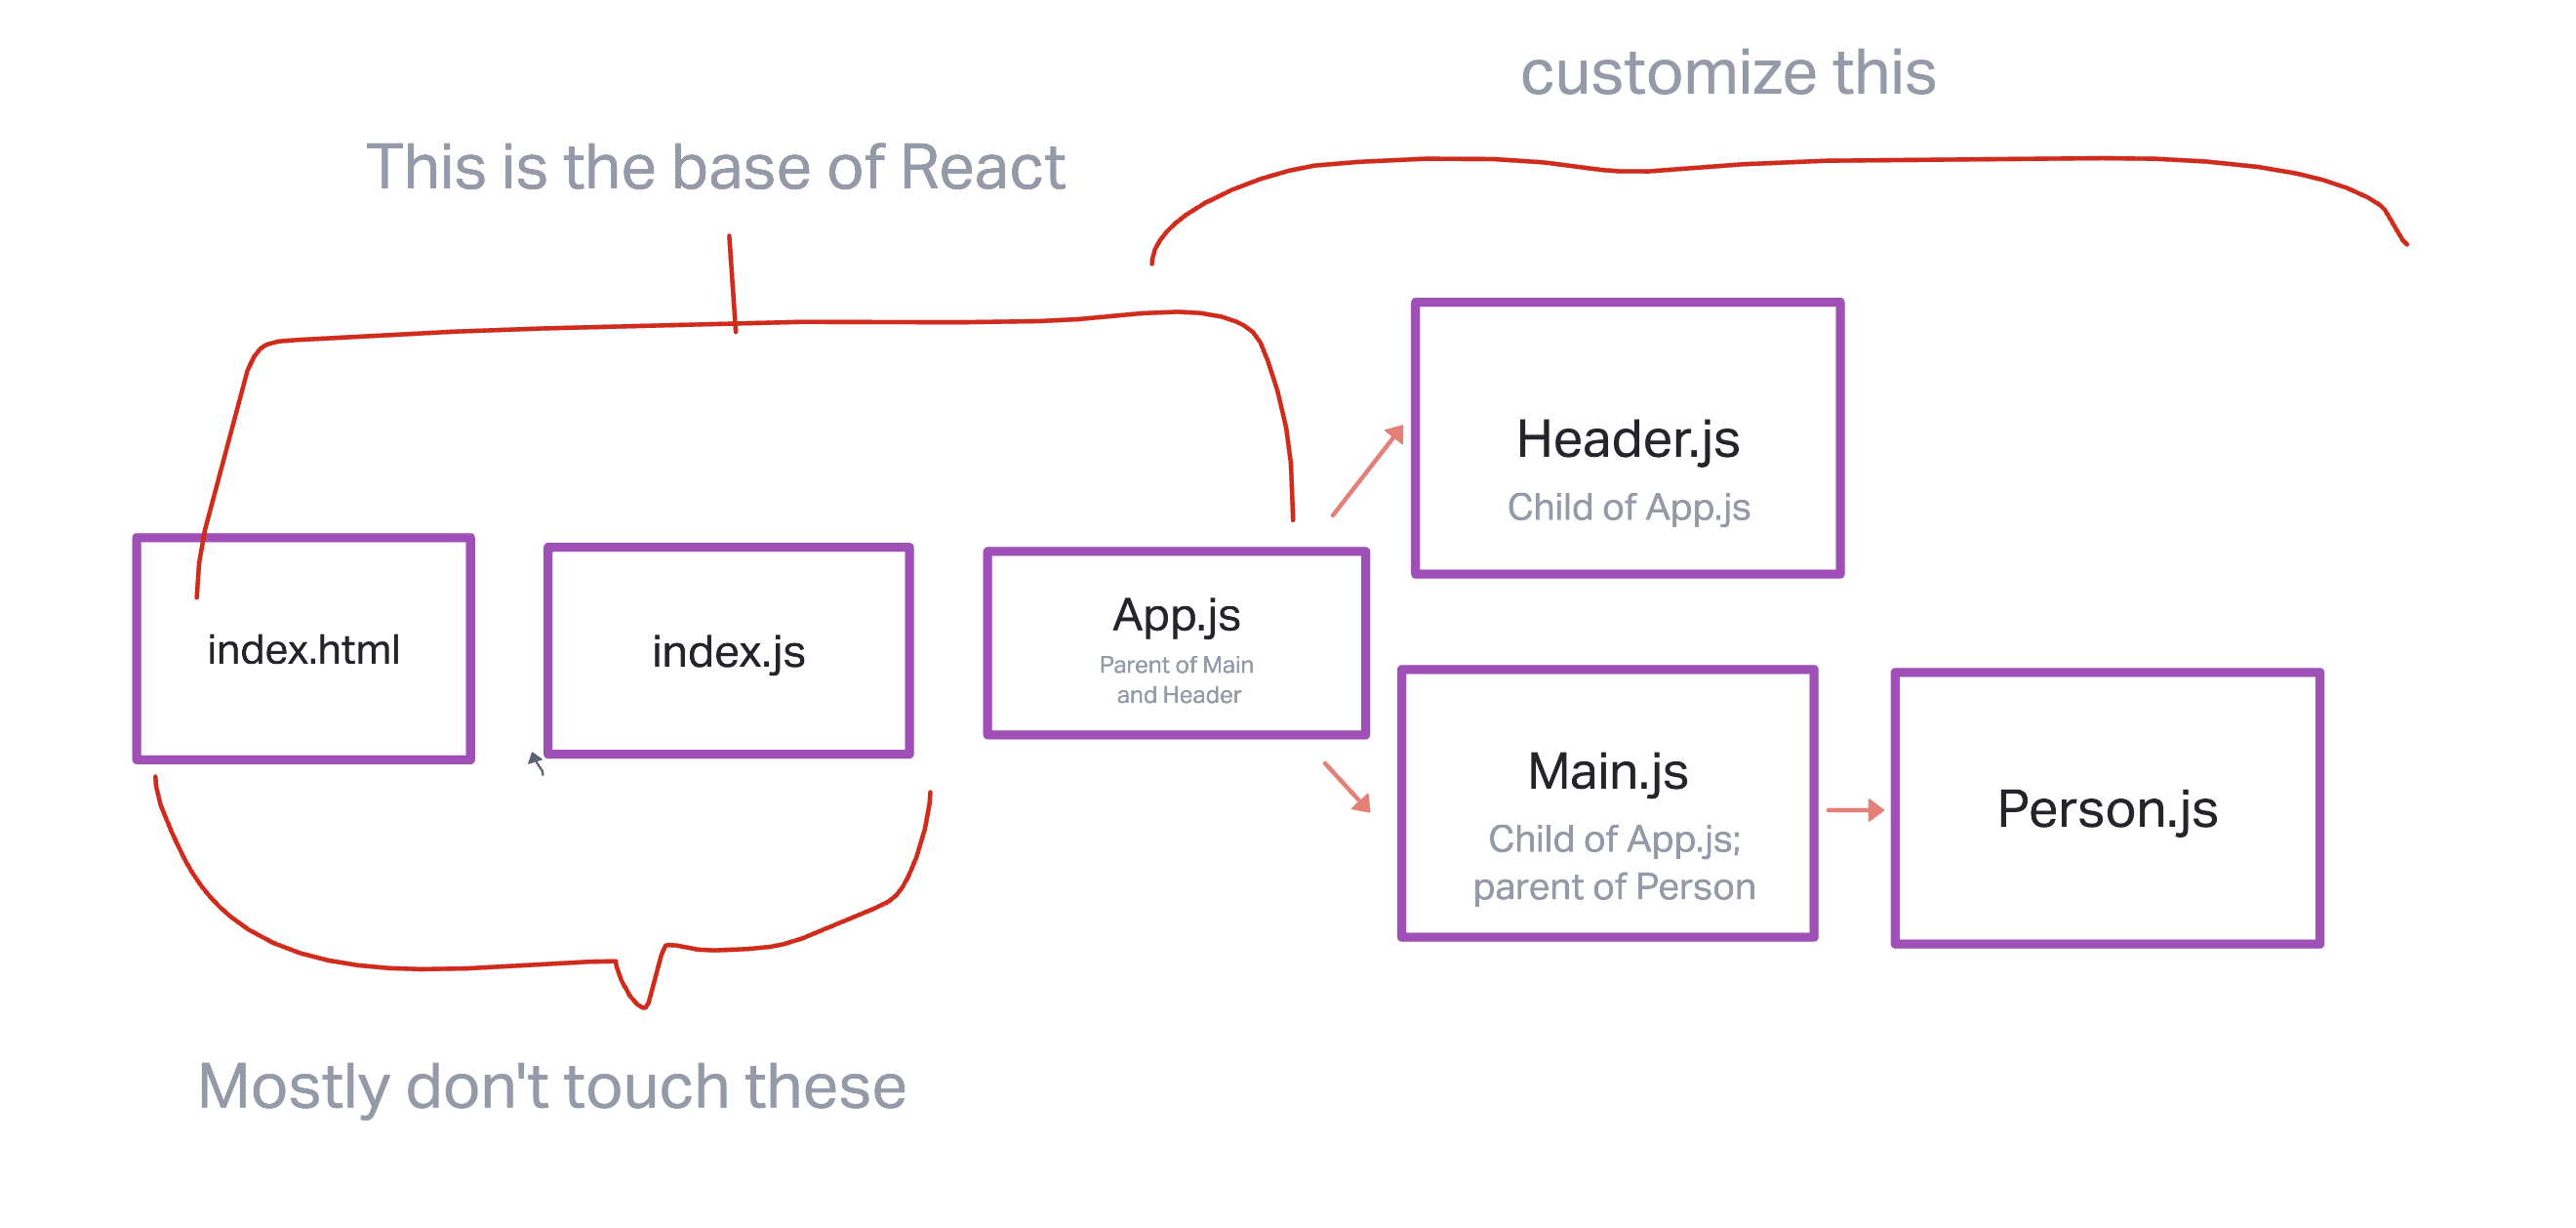 customize this
This is the base of React
Header.js
Child of App.js
index.html
index.js
App.js
Parent of Main
and Header
Main.js
Child of App.js;
parent of Person
Person.js
Mostly don't touch these